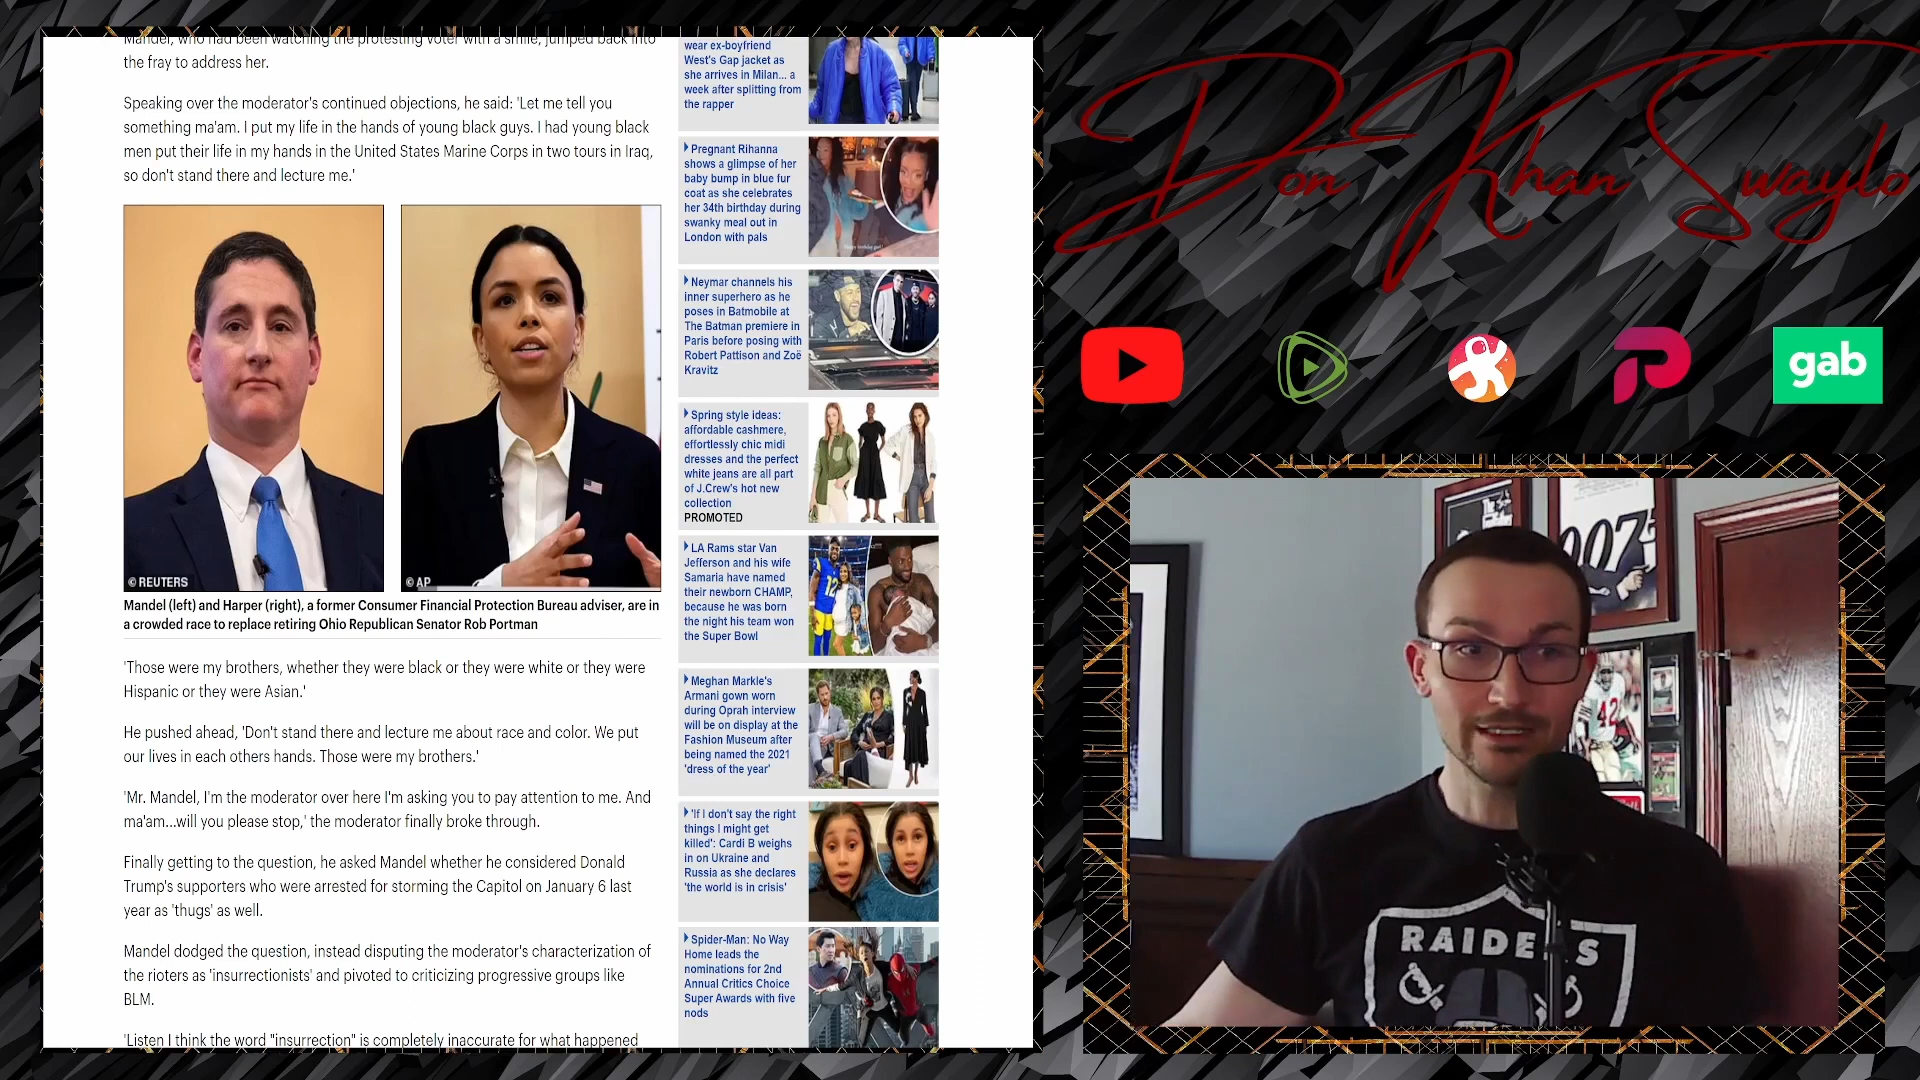 Mandel, who had been watching the protesting voter with a smile, jumped back into
the fray to address her.
Speaking over the moderator's continued objections, he said: 'Let me tell you
something ma'am. I put my life in the hands of young black guys. I had young black
men put their life in my hands in the United States Marine Corps in two tours in Iraq,
so don't stand there and lecture me.'
© REUTERS
© AP
Mandel (left) and Harper (right), a former Consumer Financial Protection Bureau adviser, are in
a crowded race to replace retiring Ohio Republican Senator Rob Portman
'Those were my brothers, whether they were black or they were white or they were
Hispanic or they were Asian.'
He pushed ahead, 'Don't stand there and lecture me about race and color. We put
our lives in each others hands. Those were my brothers.'
'Mr. Mandel, I'm the moderator over here I'm asking you to pay attention to me. And
ma'am...will you please stop,' the moderator finally broke through.
Finally getting to the question, he asked Mandel whether he considered Donald
Trump's supporters who were arrested for storming the Capitol on January 6 last
year as 'thugs' as well.
Mandel dodged the question, instead disputing the moderator's characterization of
the rioters as 'insurrectionists' and pivoted to criticizing progressive groups like
BLM.
'Listen I think the word "insurrection" is completely inaccurate for what happened
wear ex-boyfriend
West's Gap jacket as
she arrives in Milan... a
week after splitting from
the rapper
Pregnant Rihanna
shows a glimpse of her
baby bump in blue fur
coat as she celebrates
her 34th birthday during
swanky meal out in
London with pals
Neymar channels his
inner superhero as he
poses in Batmobile at
The Batman premiere in
Paris before posing with
Robert Pattison and Zoë
Kravitz
Spring style ideas:
affordable cashmere,
effortlessly chic midi
dresses and the perfect
white jeans are all part
of J.Crew's hot new
collection
PROMOTED
LA Rams star Van
Jefferson and his wife
Samaria have named
their newborn CHAMP,
because he was born
the night his team won
the Super Bowl
Meghan Markle's
Armani gown worn
during Oprah interview
will be on display at the
Fashion Museum after
being named the 2021
'dress of the year'
'If I don't say the right
things I might get
killed': Cardi B weighs
in on Ukraine and
Russia as she declares
'the world is in crisis'
Spider-Man: No Way
Home leads the
nominations for 2nd
Annual Critics Choice
Super Awards with five
nods
Don Khan Swaylo
gab
007
42
RAIDERS